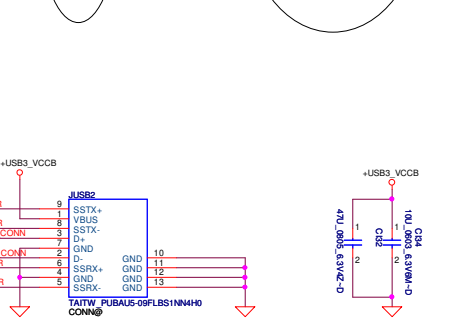 +USB3_VCCB
+USB3_VCCB
JUSB2
9 SSTX+
1 VBUS
8 SSTX-
CONN 3 D+
7 GND
CONN 2 D- GND 10
6 SSRX+ GND 11
4 GND GND 12
5 SSRX- GND 13
TAITW_PUBAU5-09FLBS1NN4H0
CONN@
47U_0805_6.3V4Z~D
1
2
CI32
1
2
CI34
10U_0603_6.3V6M~D